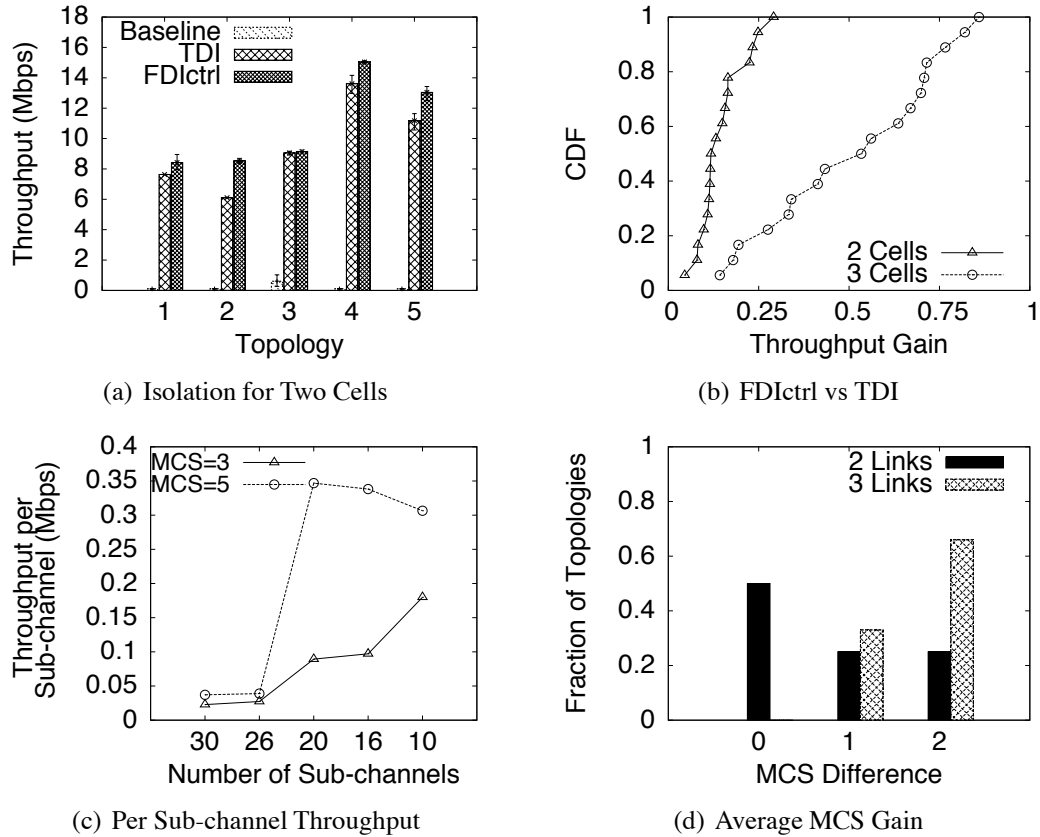 18
16
14
12
10
8
6
4
2
0
Throughput (Mbps)
Baseline
TDI
FDIctrl
1 2 3 4 5
Topology
(a) Isolation for Two Cells
1
0.8
0.6
0.4
0.2
0
CDF
2 Cells
3 Cells
0 0.25 0.5 0.75 1
Throughput Gain
(b) FDIctrl vs TDI
0.4
0.35
0.3
0.25
0.2
0.15
0.1
0.05
0
Throughput per
Sub-channel (Mbps)
MCS=3
MCS=5
30 26 20 16 10
Number of Sub-channels
(c) Per Sub-channel Throughput
1
0.8
0.6
0.4
0.2
0
Fraction of Topologies
2 Links
3 Links
0 1 2
MCS Difference
(d) Average MCS Gain